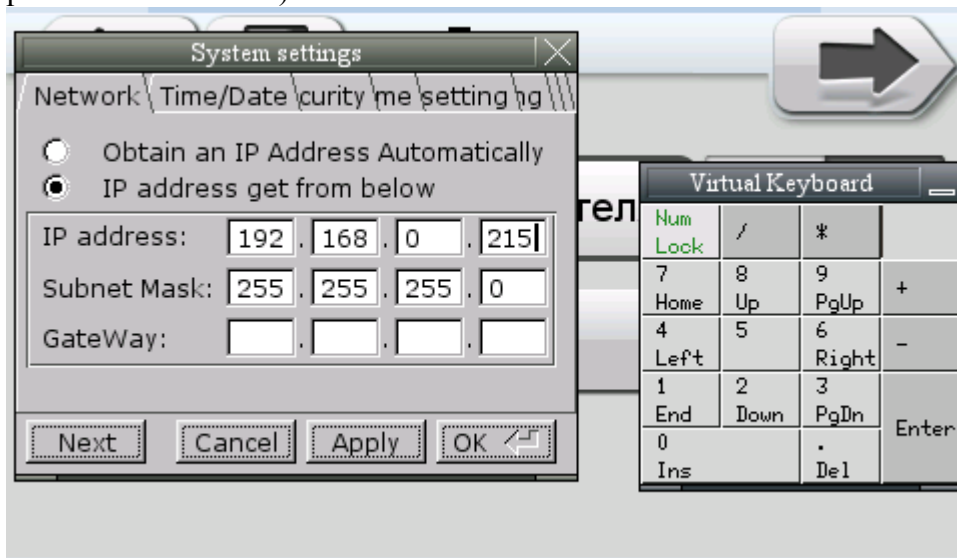 System settings
Network Time/Date curity me setting ng
Obtain an IP Address Automatically
IP address get from below
IP address: 192 . 168 . 0 . 215
Subnet Mask: 255 . 255 . 255 . 0
GateWay: . . .
Next Cancel Apply OK
тел
Virtual Keyboard
Num Lock / *
7 Home 8 Up 9 PgUp +
4 Left 5 6 Right -
1 End 2 Down 3 PgDn Enter
0 Ins . Del